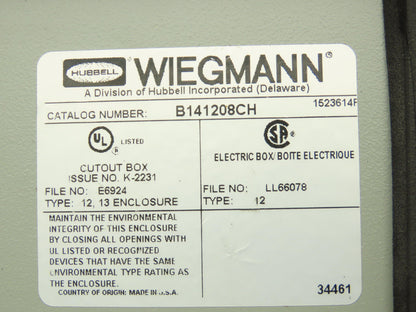 HUBBELL WIEGMANN®
A Division of Hubbell Incorporated (Delaware)
1523614F
CATALOG NUMBER: B141208CH
UL LISTED
SA
CUTOUT BOX
ISSUE NO. K-2231
ELECTRIC BOX/BOITE ELECTRIQUE
FILE NO: E6924
FILE NO.: LL66078
TYPE: 12, 13 ENCLOSURE
TYPE: 12
MAINTAIN THE ENVIRONMENTAL
INTEGRITY OF THIS ENCLOSURE
BY CLOSING ALL OPENINGS WITH
UL LISTED OR RECOGNIZED
DEVICES THAT HAVE THE SAME
ENVIRONMENTAL TYPE RATING AS
THE ENCLOSURE.
COUNTRY OF ORIGIN: MADE IN U.S.A.
34461